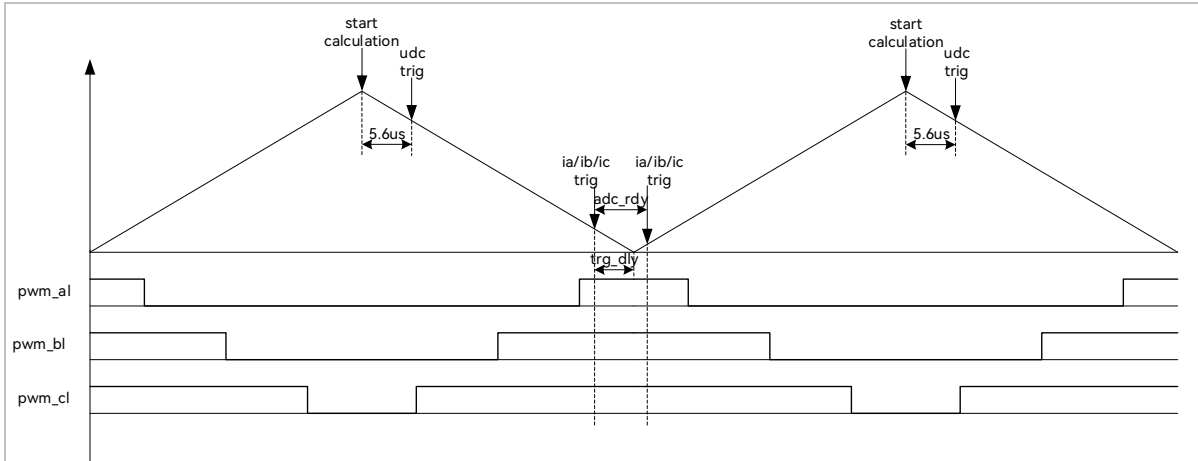 start
calculation
udc
trig
5.6us
start
calculation
udc
trig
5.6us
ia/ib/ic
trig
ia/ib/ic
trig
adc_rdy
trg_dly
pwm_al
pwm_bl
pwm_cl